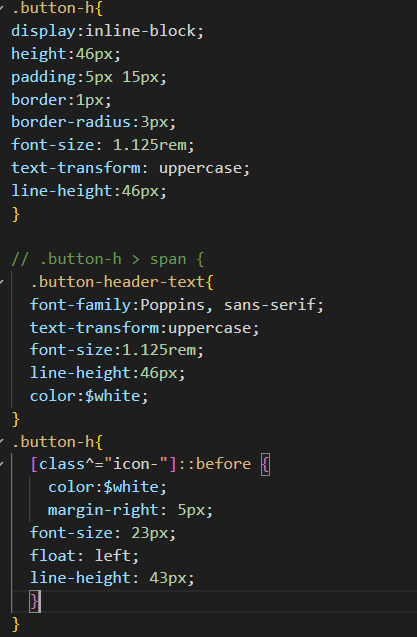 .button-h{
display:inline-block;
height:46px;
padding:5px 15px;
border:1px;
border-radius:3px;
font-size: 1.125rem;
text-transform: uppercase;
line-height:46px;
}
// .button-h > span {
.button-header-text{
font-family:Poppins, sans-serif;
text-transform:uppercase;
font-size:1.125rem;
line-height:46px;
color:$white;
}
.button-h{
[class^="icon-"]::before {
color:$white;
margin-right: 5px;
font-size: 23px;
float: left;
line-height: 43px;
}
}